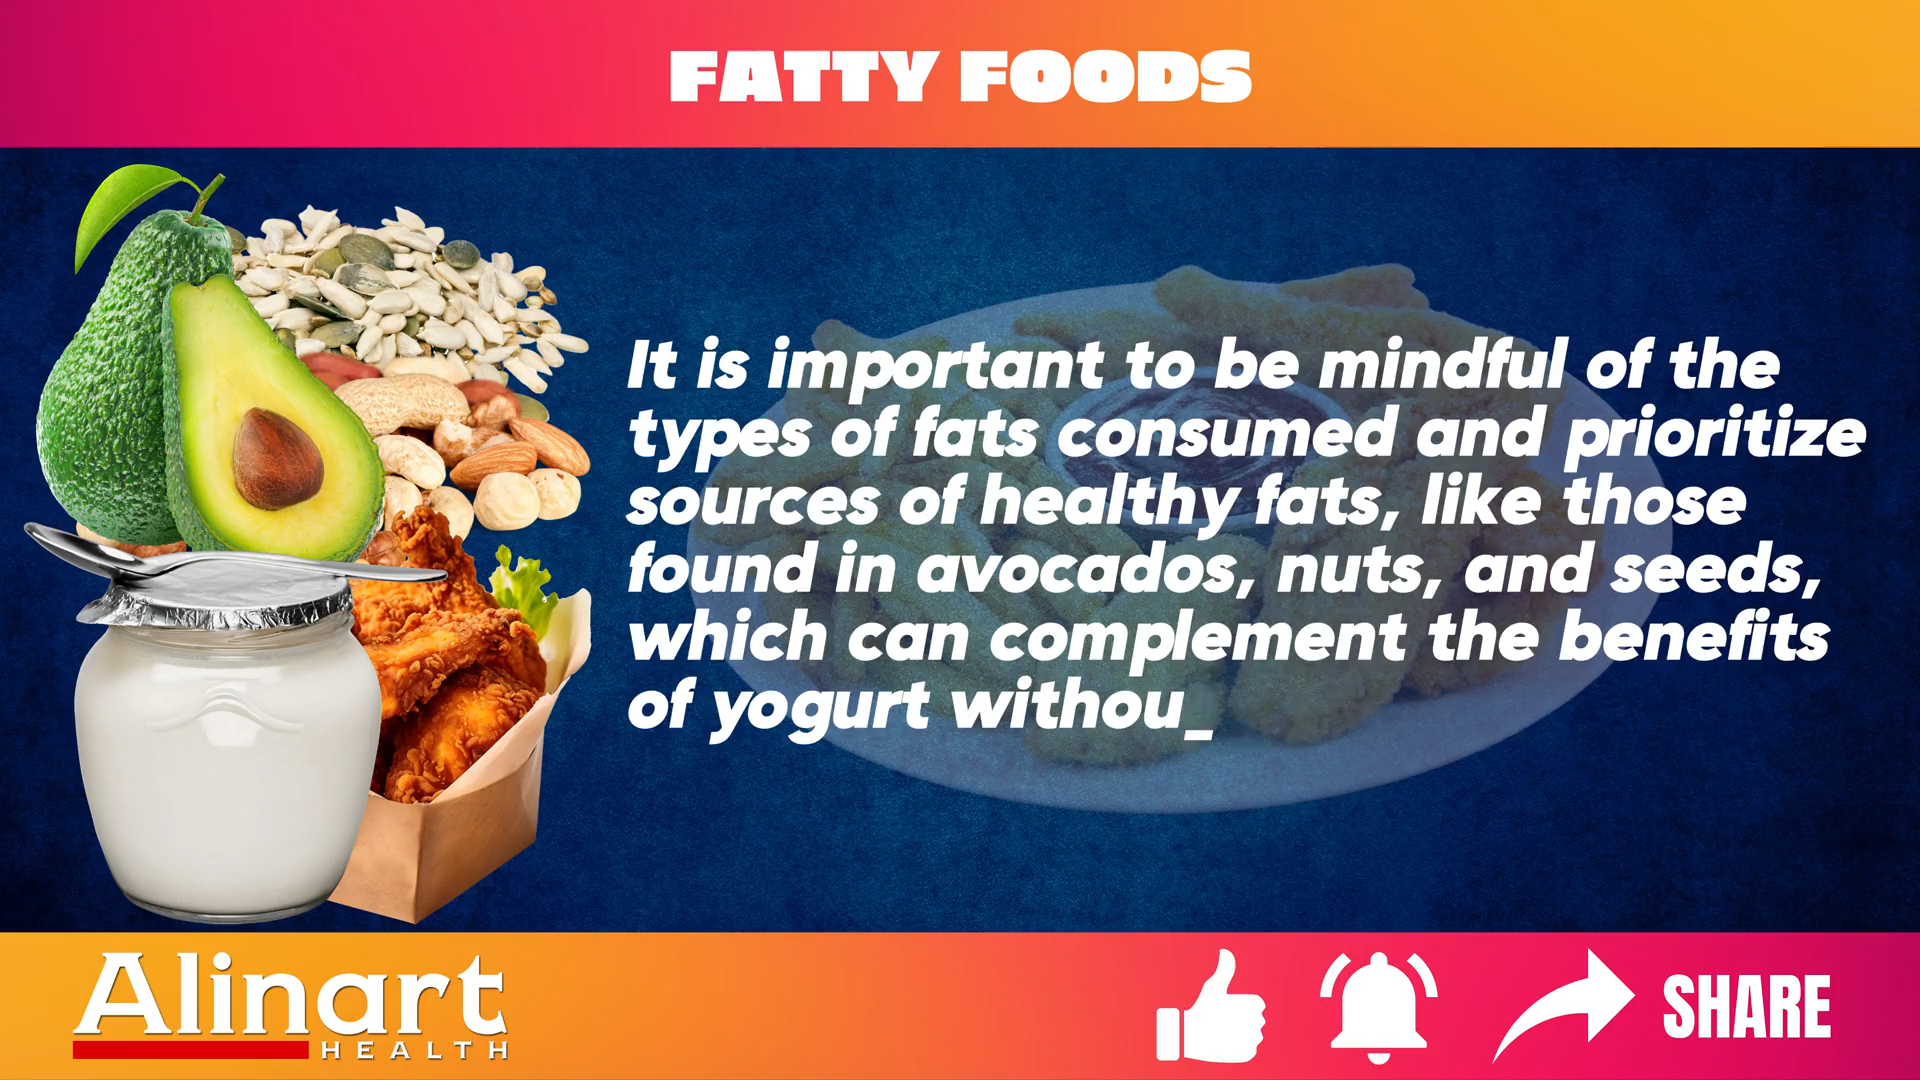 FATTY FOODS
It is important to be mindful of the
types of fats consumed and prioritize
sources of healthy fats, like those
found in avocados, nuts, and seeds,
which can complement the benefits
of yogurt withou_
Alinart
HEALTH
SHARE